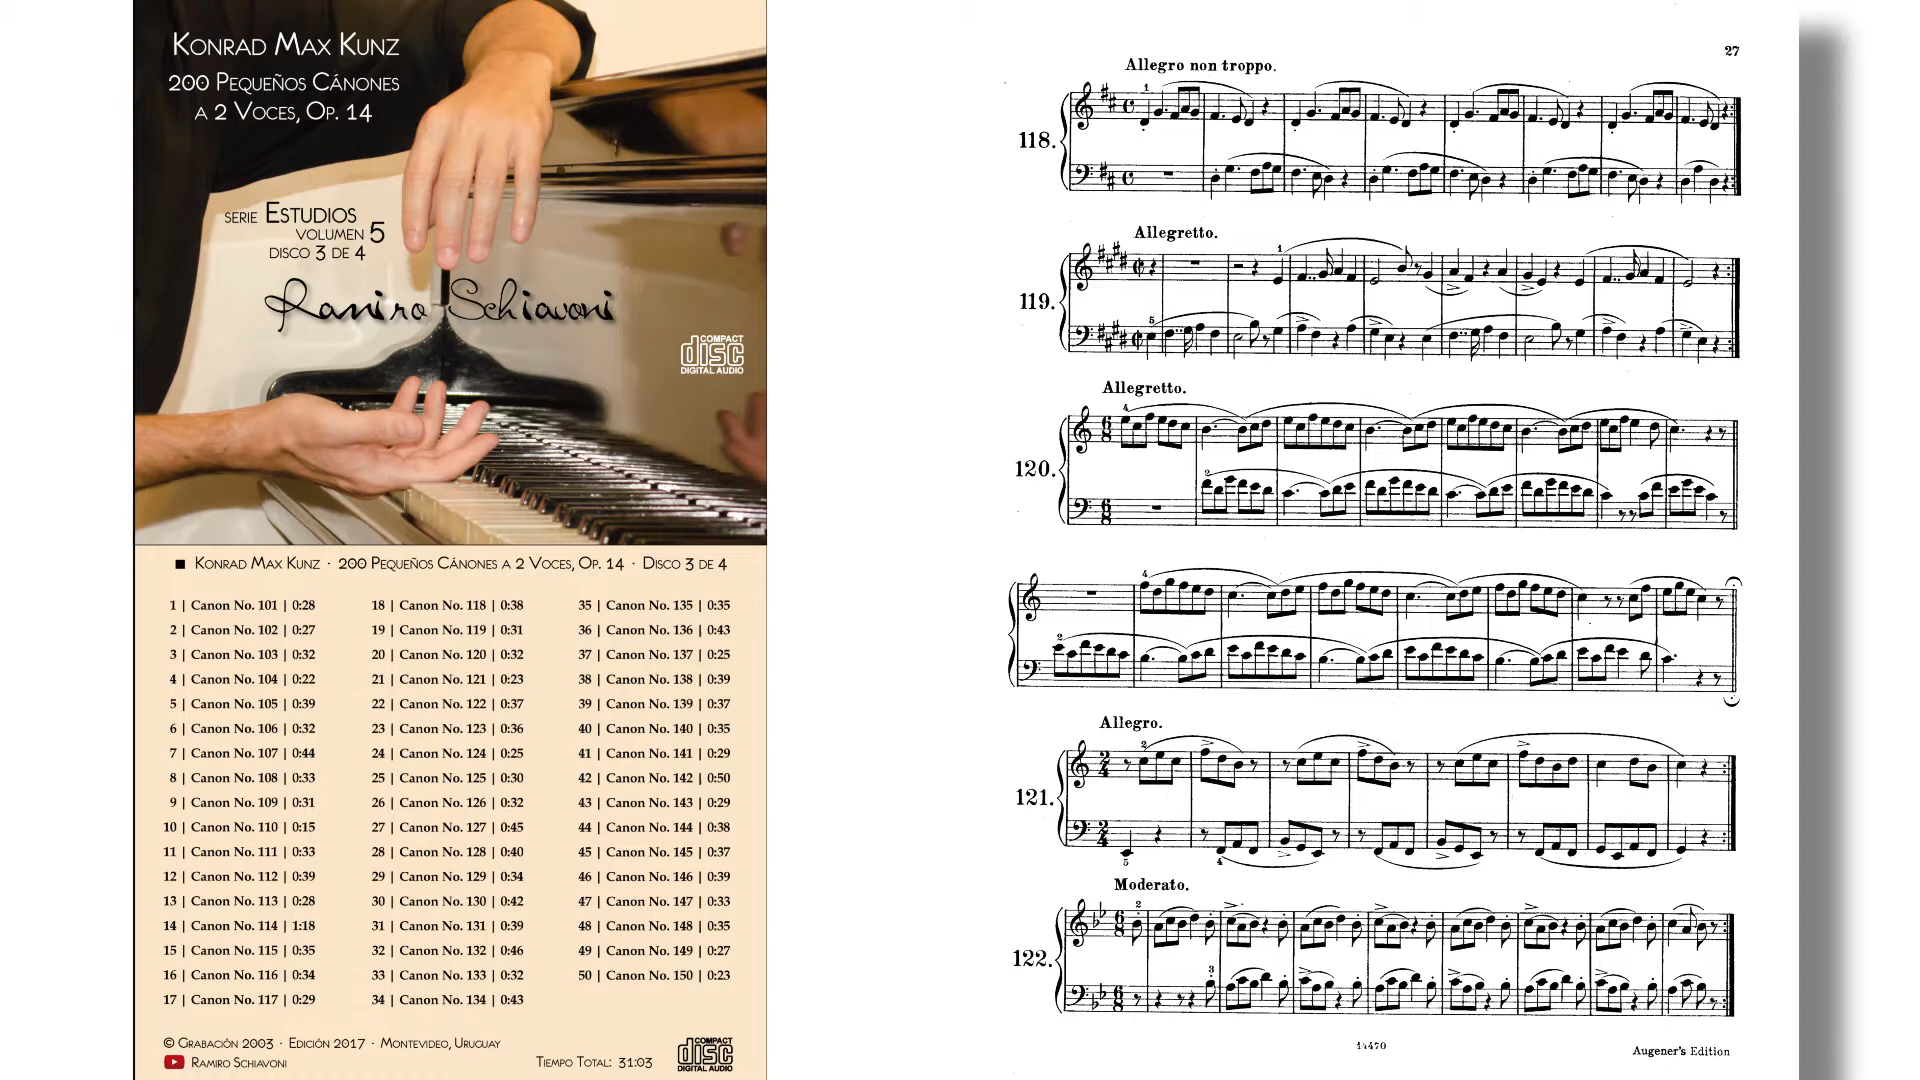 Konrad Max Kunz
200 Pequeños Cánones
a 2 Voces, Op. 14
serie Estudios
volumen 5
disco 3 de 4
Ramiro Schiavoni
COMPACT
disc
DIGITAL AUDIO
■ Konrad Max Kunz · 200 Pequeños Cánones a 2 Voces, Op. 14 · Disco 3 de 4
1 | Canon No. 101 | 0:28
2 | Canon No. 102 | 0:27
3 | Canon No. 103 | 0:32
4 | Canon No. 104 | 0:22
5 | Canon No. 105 | 0:39
6 | Canon No. 106 | 0:32
7 | Canon No. 107 | 0:44
8 | Canon No. 108 | 0:33
9 | Canon No. 109 | 0:31
10 | Canon No. 110 | 0:15
11 | Canon No. 111 | 0:33
12 | Canon No. 112 | 0:39
13 | Canon No. 113 | 0:28
14 | Canon No. 114 | 1:18
15 | Canon No. 115 | 0:35
16 | Canon No. 116 | 0:34
17 | Canon No. 117 | 0:29
18 | Canon No. 118 | 0:38
19 | Canon No. 119 | 0:31
20 | Canon No. 120 | 0:32
21 | Canon No. 121 | 0:23
22 | Canon No. 122 | 0:37
23 | Canon No. 123 | 0:36
24 | Canon No. 124 | 0:25
25 | Canon No. 125 | 0:30
26 | Canon No. 126 | 0:32
27 | Canon No. 127 | 0:45
28 | Canon No. 128 | 0:40
29 | Canon No. 129 | 0:34
30 | Canon No. 130 | 0:42
31 | Canon No. 131 | 0:39
32 | Canon No. 132 | 0:46
33 | Canon No. 133 | 0:32
34 | Canon No. 134 | 0:43
35 | Canon No. 135 | 0:35
36 | Canon No. 136 | 0:43
37 | Canon No. 137 | 0:25
38 | Canon No. 138 | 0:39
39 | Canon No. 139 | 0:37
40 | Canon No. 140 | 0:35
41 | Canon No. 141 | 0:29
42 | Canon No. 142 | 0:50
43 | Canon No. 143 | 0:29
44 | Canon No. 144 | 0:38
45 | Canon No. 145 | 0:37
46 | Canon No. 146 | 0:39
47 | Canon No. 147 | 0:33
48 | Canon No. 148 | 0:35
49 | Canon No. 149 | 0:27
50 | Canon No. 150 | 0:23
© Grabación 2003 · Edición 2017 · Montevideo, Uruguay
Ramiro Schiavoni
Tiempo Total: 31:03
COMPACT
disc
DIGITAL AUDIO
27
Allegro non troppo.
118.
Allegretto.
119.
Allegretto.
120.
Allegro.
121.
Moderato.
122.
14470
Augener's Edition